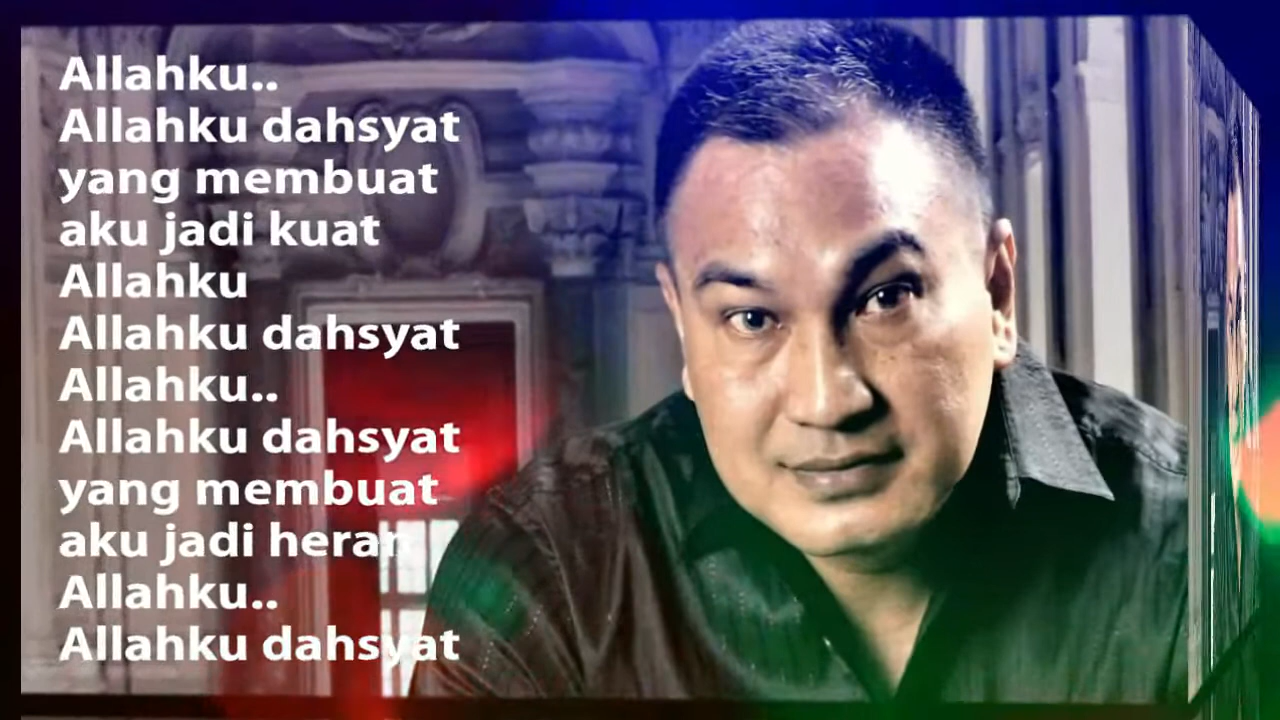 Allahku..
Allahku dahsyat
yang membuat
aku jadi kuat
Allahku
Allahku dahsyat
Allahku..
Allahku dahsyat
yang membuat
aku jadi heran
Allahku..
Allahku dahsyat